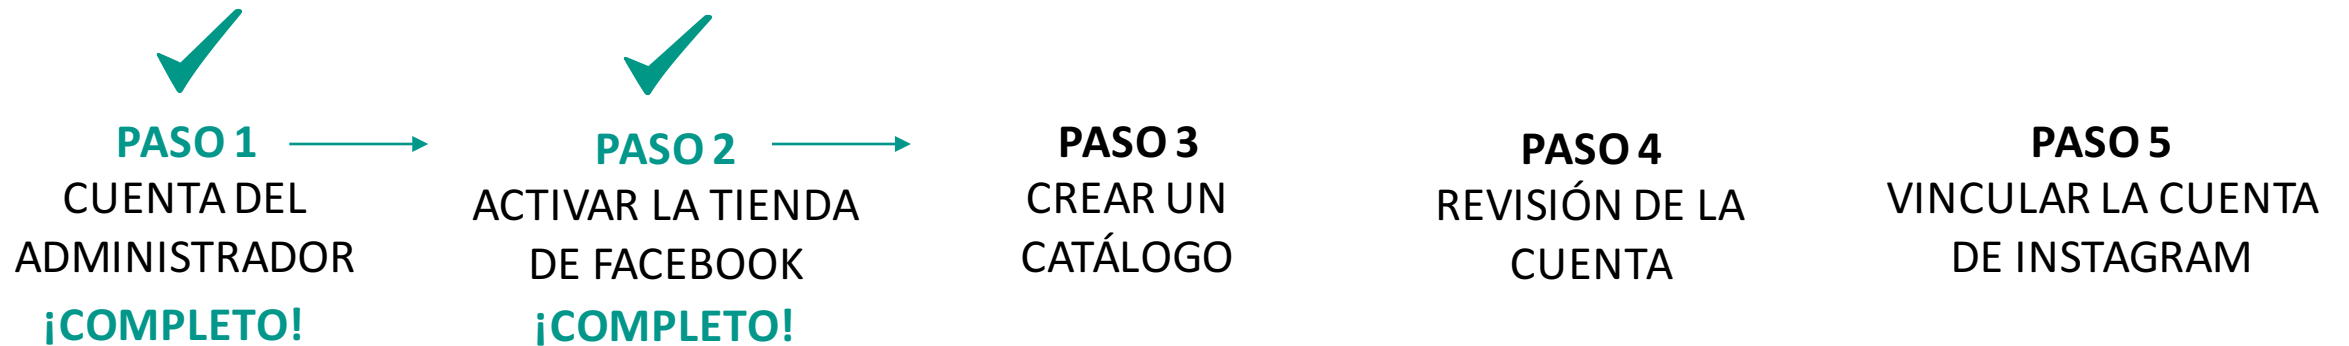 PASO 1
CUENTA DEL
ADMINISTRADOR
¡COMPLETO!
PASO 2
ACTIVAR LA TIENDA
DE FACEBOOK
¡COMPLETO!
PASO 3
CREAR UN
CATÁLOGO
PASO 4
REVISIÓN DE LA
CUENTA
PASO 5
VINCULAR LA CUENTA
DE INSTAGRAM